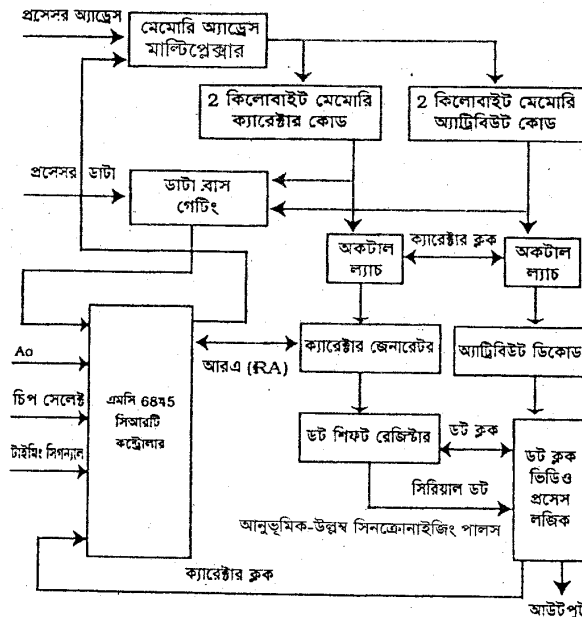 প্রসেসর অ্যাড্রেস
মেমোরি অ্যাড্রেস
মাল্টিপ্লেক্সার
2 কিলোবাইট মেমোরি
ক্যারেক্টার কোড
2 কিলোবাইট মেমোরি
অ্যাট্রিবিউট কোড
প্রসেসর ডাটা
ডাটা বাস
গেটিং
অকটাল
ল্যাচ
ক্যারেক্টার ক্লক
অকটাল
ল্যাচ
Ao
চিপ সেলেক্ট
টাইমিং সিগন্যাল
এমসি 6845
সিআরটি
কন্ট্রোলার
আরএ (RA)
ক্যারেক্টার জেনারেটর
অ্যাট্রিবিউট ডিকোড
ডট শিফট রেজিস্টার
ডট ক্লক
ডট ক্লক
ভিডিও
প্রসেস
লজিক
সিরিয়াল ডট
আনুভূমিক-উল্লম্ব সিনক্রোনাইজিং পালস
ক্যারেক্টার ক্লক
আউটপুট